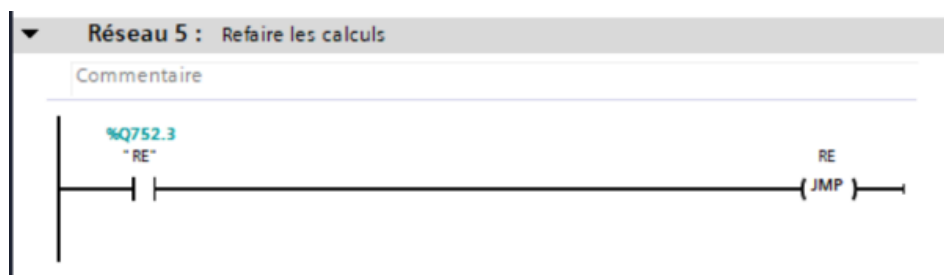 Réseau 5 : Refaire les calculs
Commentaire
%Q752.3
"RE"
RE
JMP